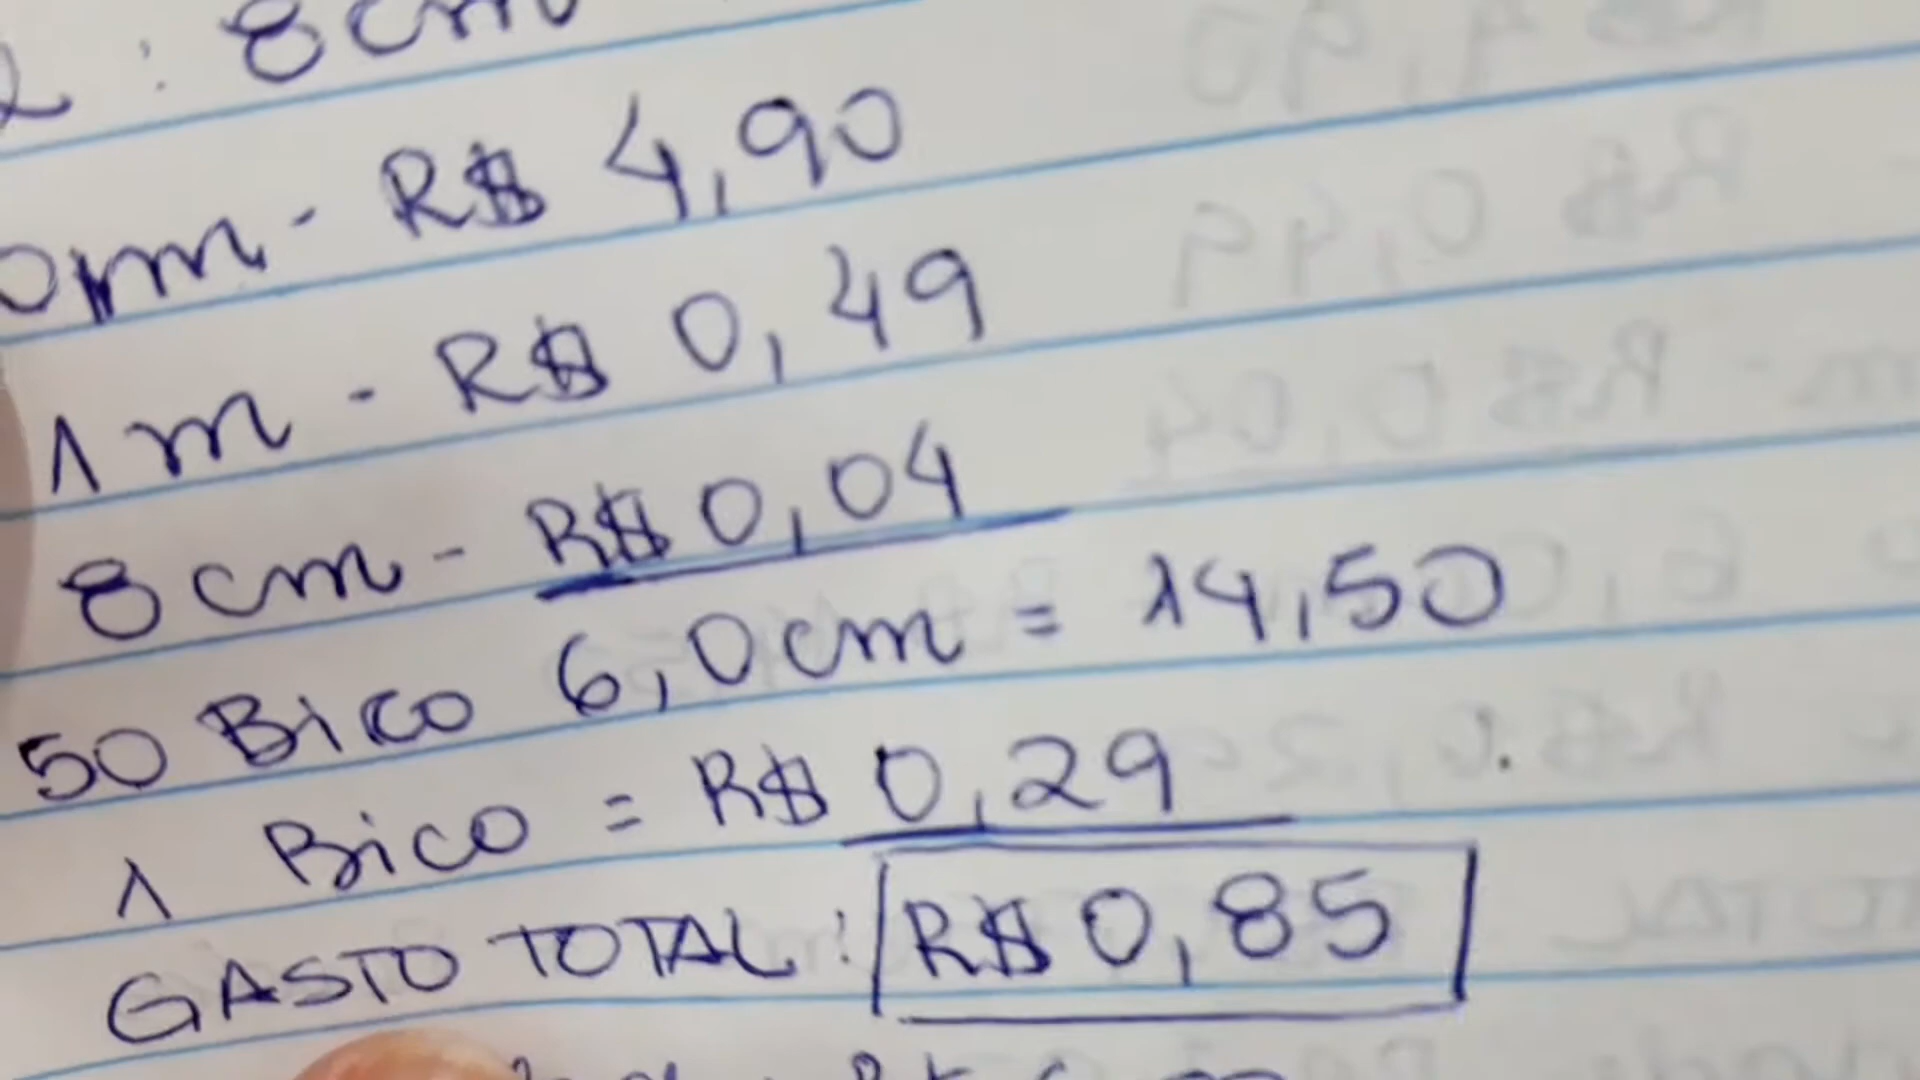 : 8cm
0m - R$ 4,90
1m - R$ 0,49
8cm - R$ 0,04
50 Bico 6,0cm = 14,50
1 Bico = R$ 0,29
GASTO TOTAL: R$ 0,85